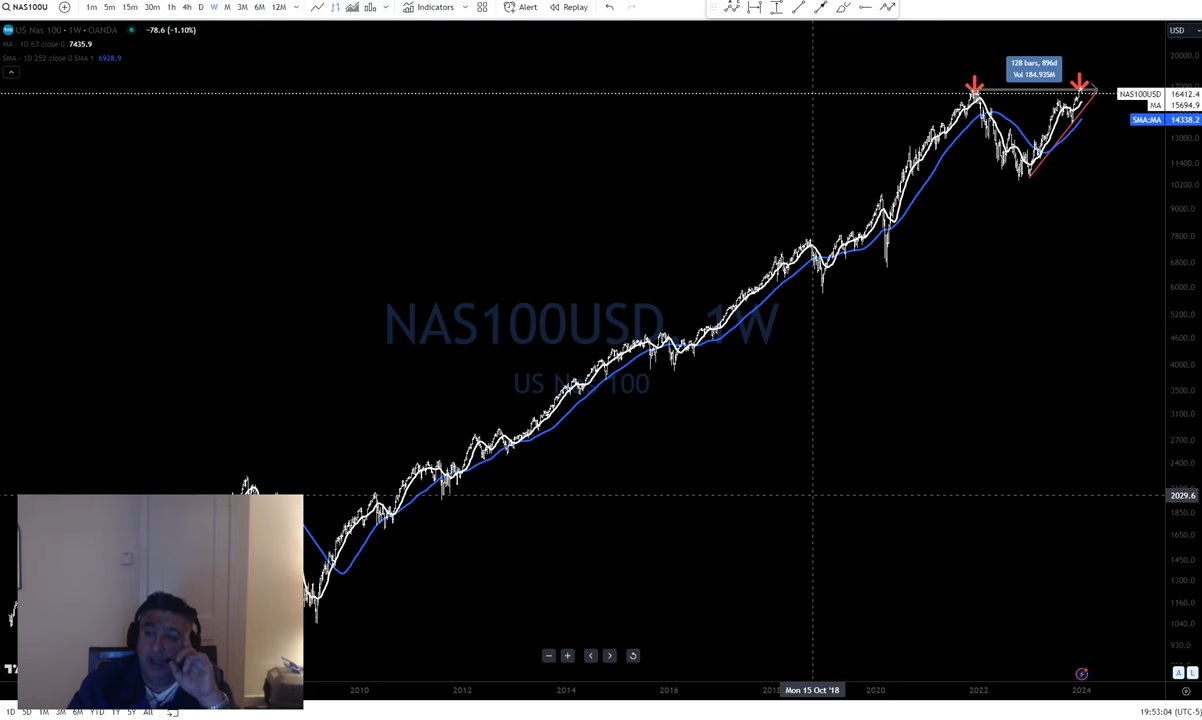 NAS100U 1m 5m 15m 30m 1h 4h D W M 3M 6M 12M Indicators Alert Replay
US Nas 100 · 1W · OANDA −78.6 (−1.10%) USD
MA · 1D 63 close 0 7435.9
SMA · 1D 252 close 0 SMA 1 6928.9
128 bars, 896d
Vol 184.935M
20000.0
NAS100USD 16412.4
MA 15694.9
SMA:MA 14338.2
13000.0
11400.0
10200.0
9000.0
7800.0
6800.0
6000.0
5200.0
4600.0
4000.0
3500.0
3100.0
2700.0
2400.0
2029.6
1850.0
1650.0
1450.0
1300.0
1160.0
1040.0
930.0
NAS100USD, 1W
US N 100
A L
2010 2012 2014 2016 2018 Mon 15 Oct '18 2020 2022 2024
1D 5D 1M 3M 6M YTD 1Y 5Y All 19:53:04 (UTC-5)